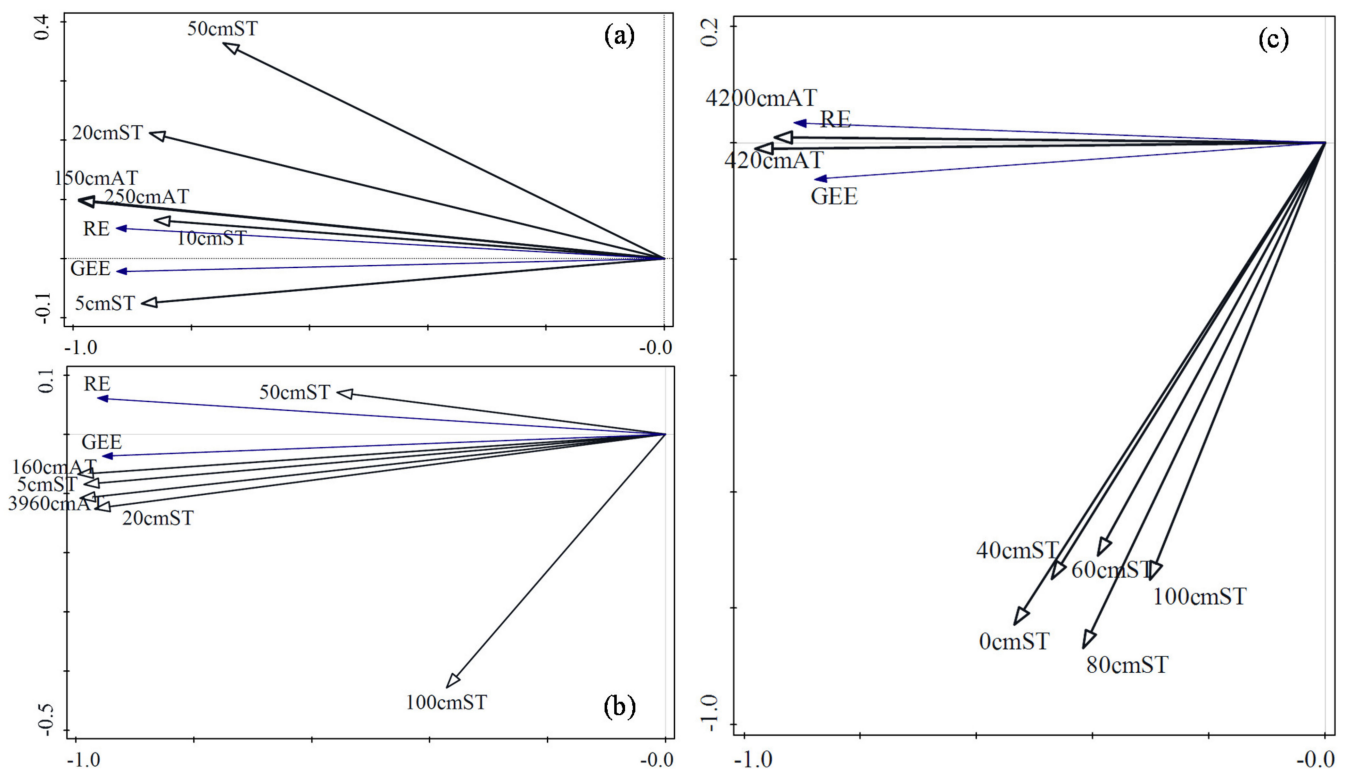 0.4
50cmST
(a)
20cmST
150cmAT
250cmAT
RE
10cmST
GEE
5cmST
-0.1
-1.0
-0.0
0.1
RE
50cmST
GEE
160cmAT
5cmST
3960cmAT
20cmST
100cmST
(b)
-0.5
-1.0
-0.0
0.2
(c)
4200cmAT
RE
420cmAT
GEE
40cmST
60cmST
100cmST
0cmST
80cmST
-1.0
-1.0
-0.0